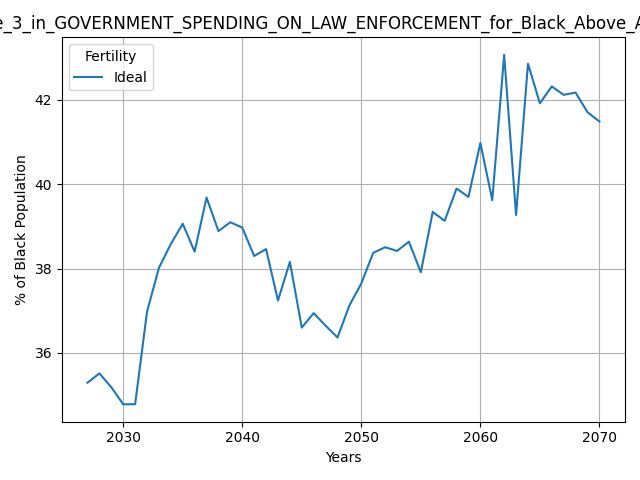 e_3_in_GOVERNMENT_SPENDING_ON_LAW_ENFORCEMENT_for_Black_Above_A
Fertility
Ideal
42
40
38
36
% of Black Population
2030 2040 2050 2060 2070
Years